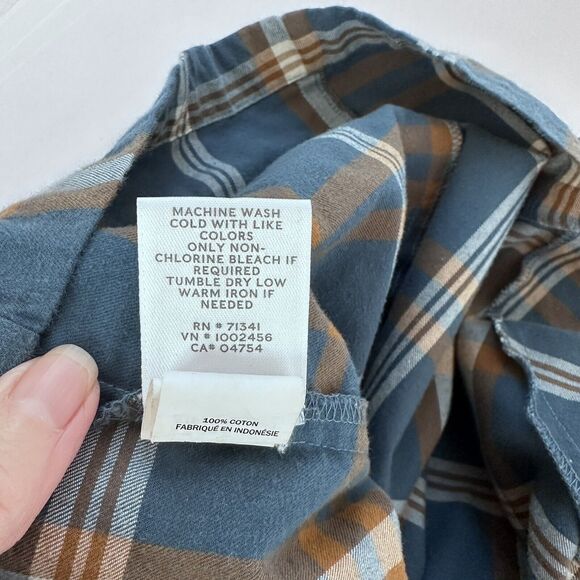 MACHINE WASH
COLD WITH LIKE
COLORS
ONLY NON-
CHLORINE BLEACH IF
REQUIRED
TUMBLE DRY LOW
WARM IRON IF
NEEDED
RN # 71341
VN # 1002456
CA# 04754
100% COTON
FABRIQUÉ EN INDONÉSIE